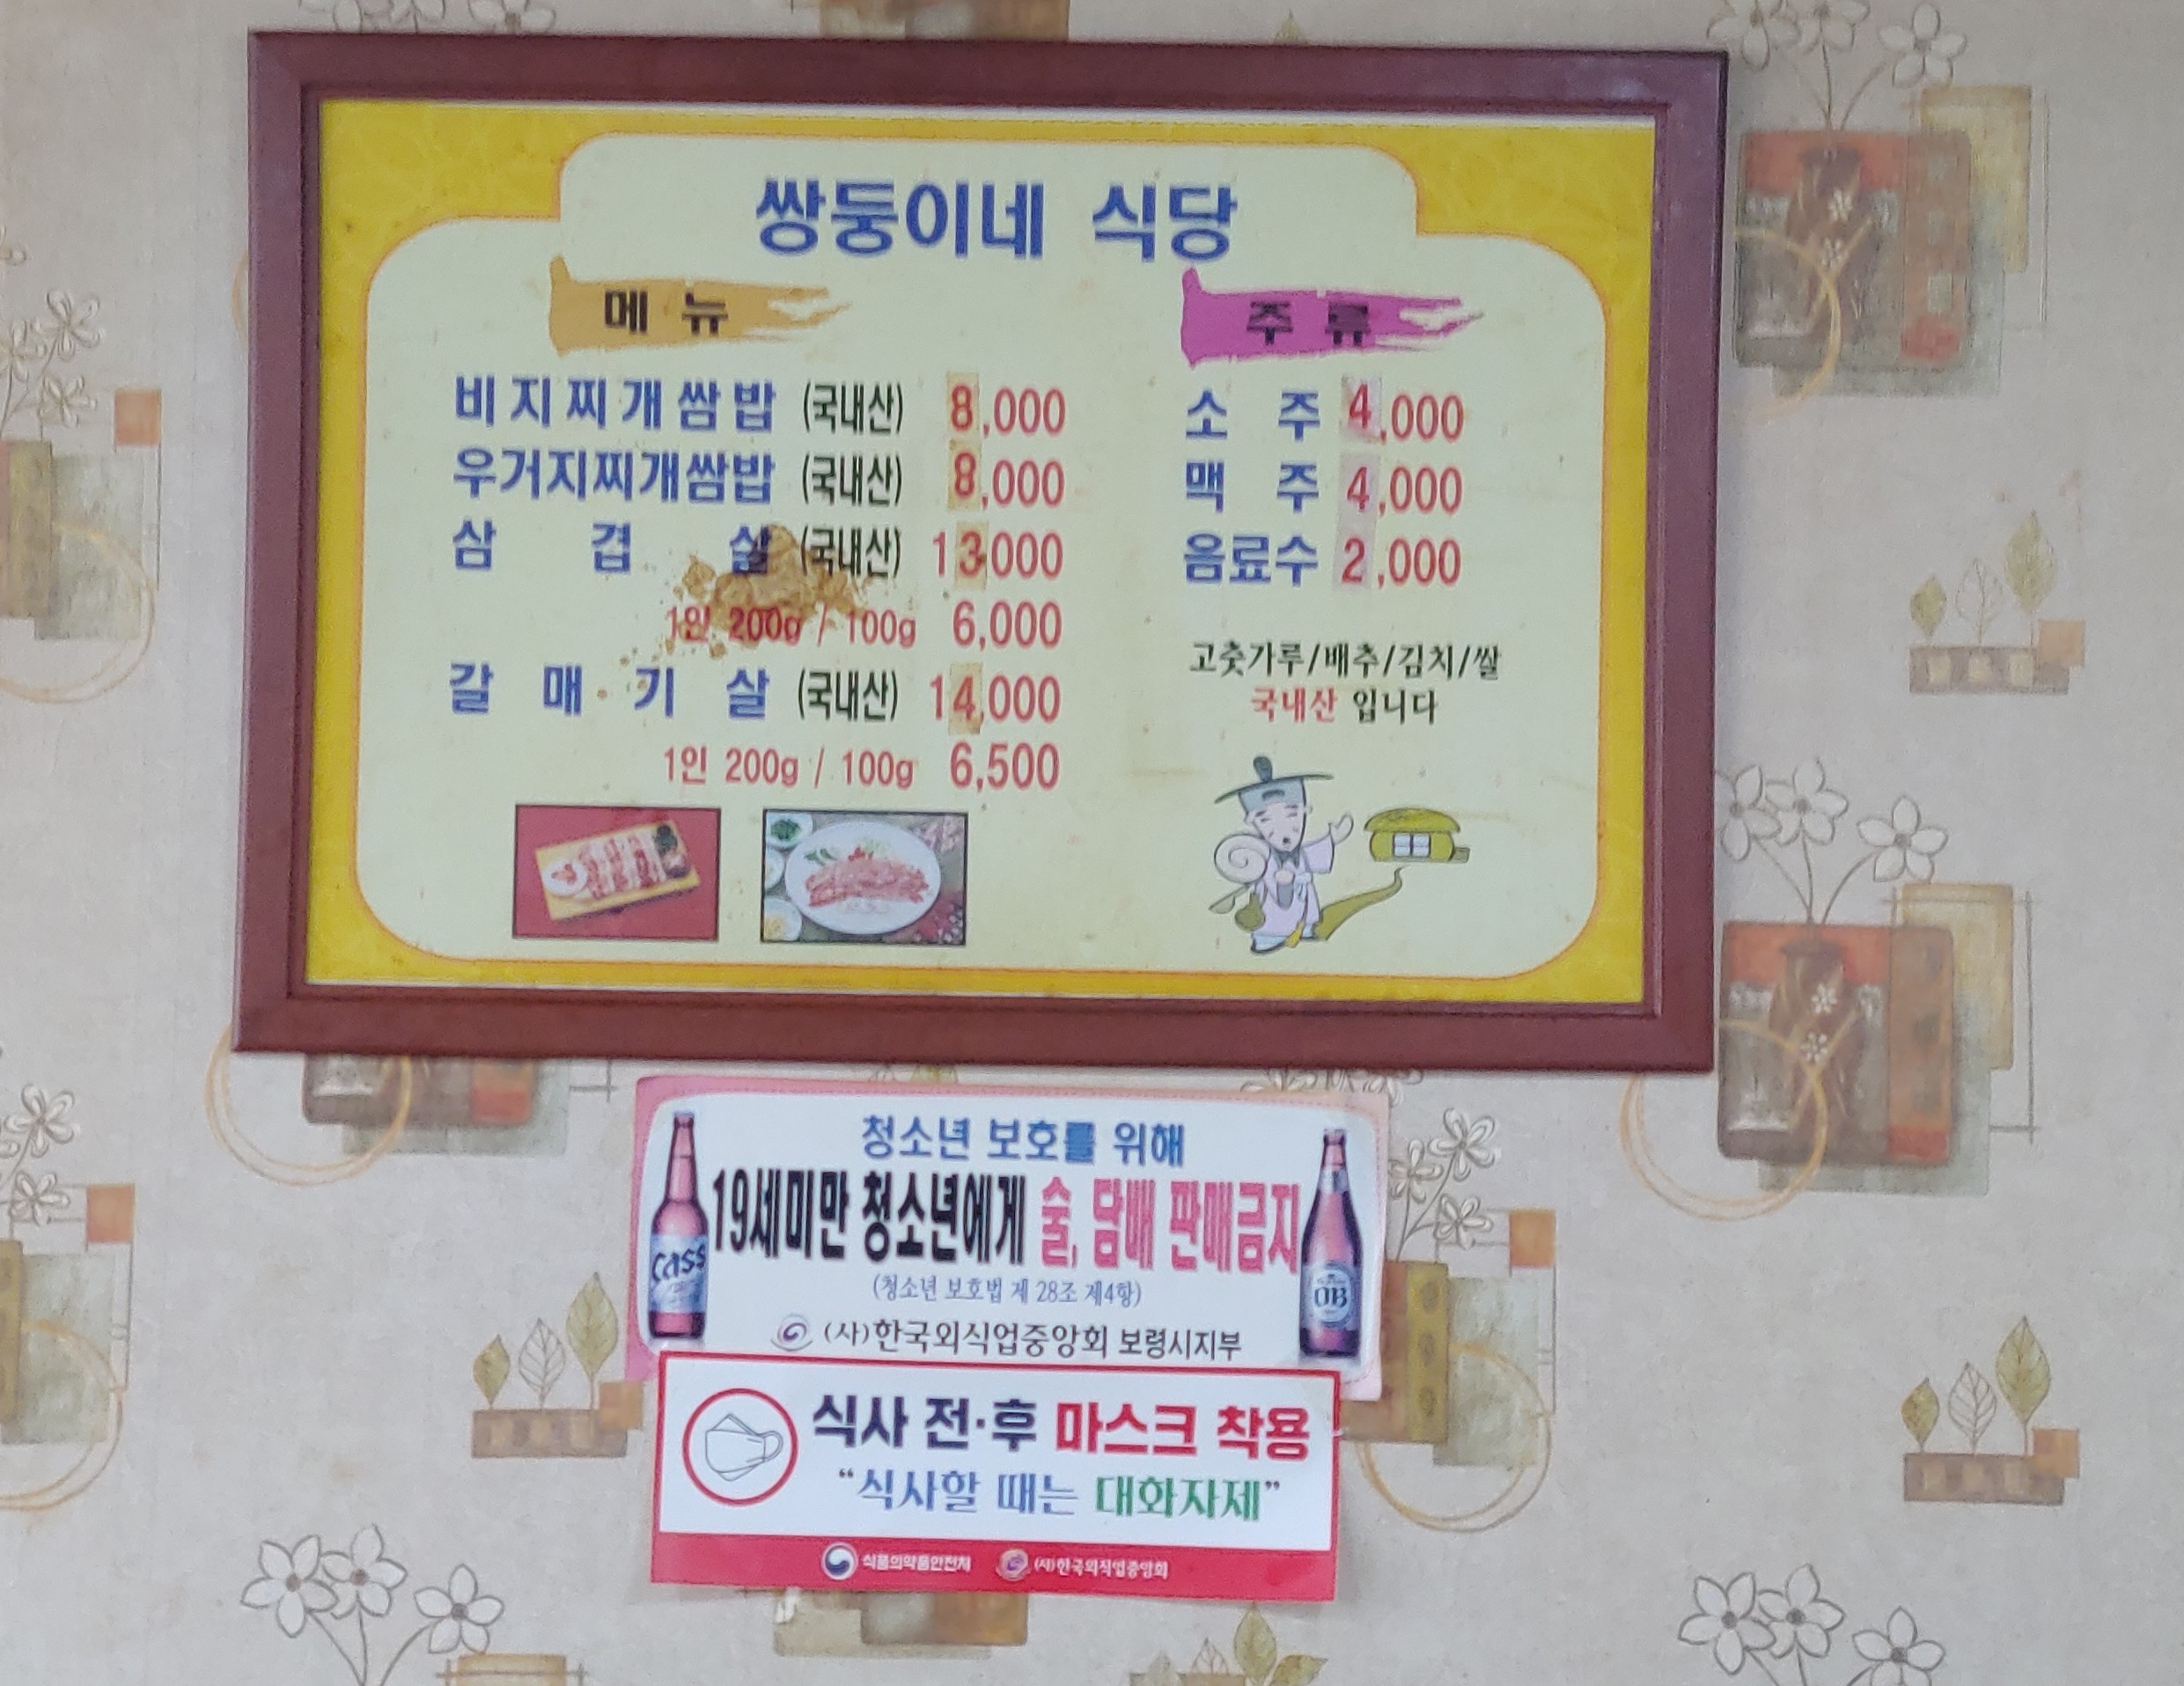 쌍둥이네 식당
메뉴
비지찌개쌈밥 (국내산) 8,000
우거지찌개쌈밥 (국내산) 8,000
삼겹살 (국내산) 13000
1인 200g / 100g 6,000
갈매기살 (국내산) 14,000
1인 200g / 100g 6,500
주류
소주 4,000
맥주 4,000
음료수 2,000
고춧가루/배추/김치/쌀
국내산 입니다
청소년 보호를 위해
19세미만 청소년에게 술, 담배 판매금지
(청소년 보호법 제 28조 제4항)
(사)한국외식업중앙회 보령시지부
Cass
OB
식사 전·후 마스크 착용
“식사할 때는 대화자제”
식품의약품안전처 (사)한국외식업중앙회